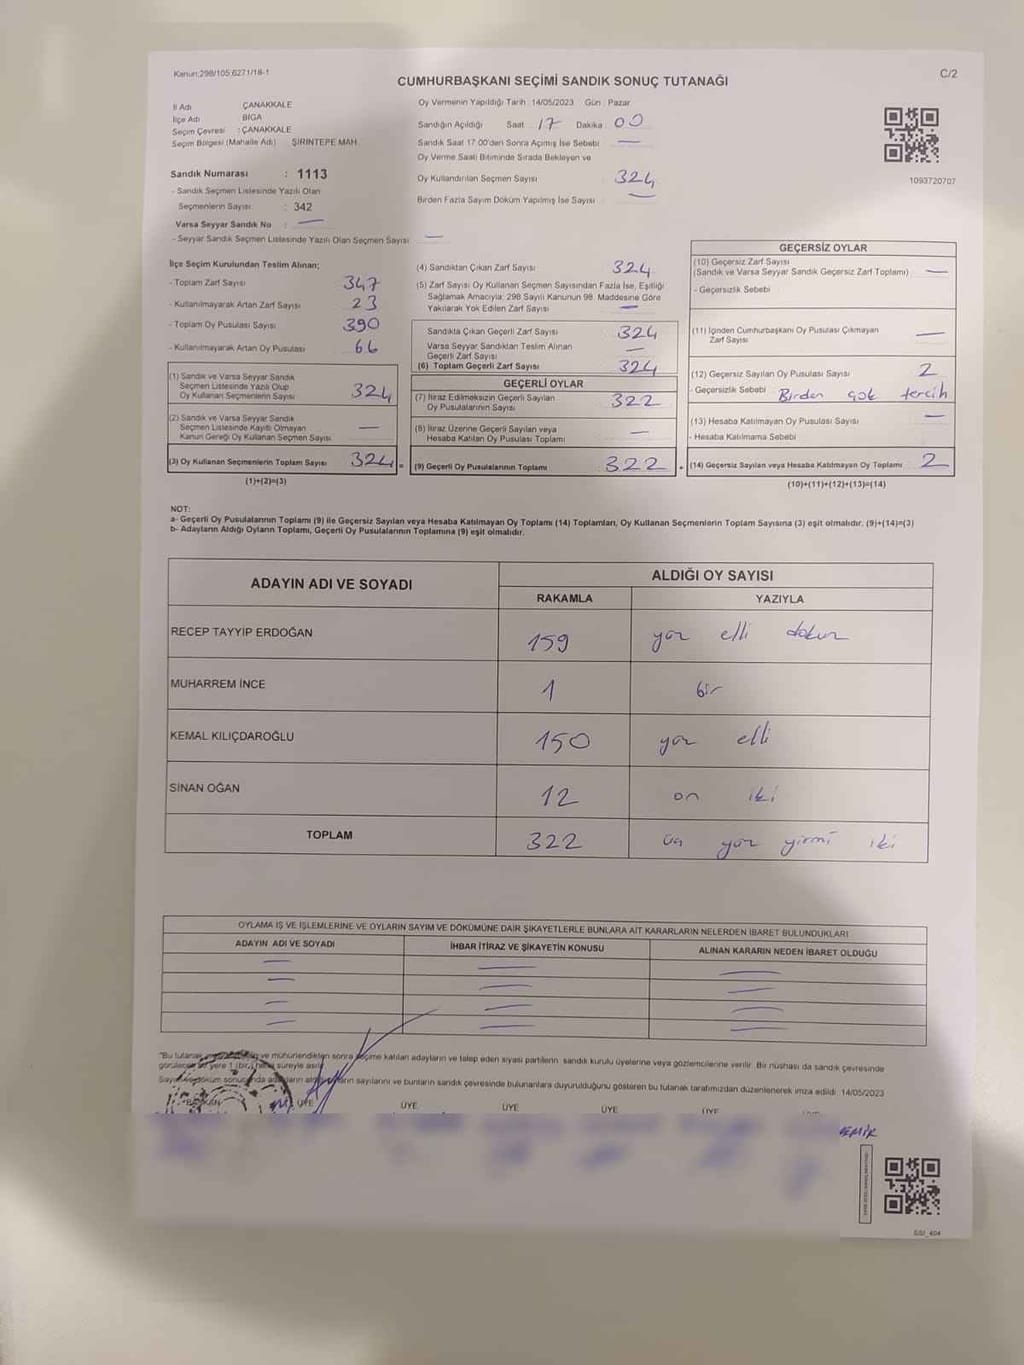 Kanun:298/105;6271/18-1
C/2
CUMHURBAŞKANI SEÇİMİ SANDIK SONUÇ TUTANAĞI
İl Adı : ÇANAKKALE
İlçe Adı : BİGA
Seçim Çevresi : ÇANAKKALE
Seçim Bölgesi (Mahalle Adı) ŞİRİNTEPE MAH.
Sandık Numarası : 1113
- Sandık Seçmen Listesinde Yazılı Olan
Seçmenlerin Sayısı : 342
Varsa Seyyar Sandık No : —
- Seyyar Sandık Seçmen Listesinde Yazılı Olan Seçmen Sayısı —
Oy Vermenin Yapıldığı Tarih : 14/05/2023 Gün : Pazar
Sandığın Açıldığı Saat : 17 Dakika : 00
Sandık Saat 17.00'den Sonra Açılmış İse Sebebi : —
Oy Verme Saati Bitiminde Sırada Bekleyen ve
Oy Kullandırılan Seçmen Sayısı : 324
Birden Fazla Sayım Döküm Yapılmış İse Sayısı : —
1093720707
İlçe Seçim Kurulundan Teslim Alınan;
- Toplam Zarf Sayısı : 347
- Kullanılmayarak Artan Zarf Sayısı : 23
- Toplam Oy Pusulası Sayısı : 390
- Kullanılmayarak Artan Oy Pusulası : 66
(1) Sandık ve Varsa Seyyar Sandık
Seçmen Listesinde Yazılı Olup
Oy Kullanan Seçmenlerin Sayısı : 324
(2) Sandık ve Varsa Seyyar Sandık
Seçmen Listesinde Kayıtlı Olmayan
Kanun Gereği Oy Kullanan Seçmen Sayısı —
(3) Oy Kullanan Seçmenlerin Toplam Sayısı 324 =
(1)+(2)=(3)
(4) Sandıktan Çıkan Zarf Sayısı 324
(5) Zarf Sayısı Oy Kullanan Seçmen Sayısından Fazla İse, Eşitliği
Sağlamak Amacıyla; 298 Sayılı Kanunun 98. Maddesine Göre
Yakılarak Yok Edilen Zarf Sayısı —
Sandıkta Çıkan Geçerli Zarf Sayısı 324
Varsa Seyyar Sandıktan Teslim Alınan
Geçerli Zarf Sayısı —
(6) Toplam Geçerli Zarf Sayısı 324
GEÇERLİ OYLAR
(7) İtiraz Edilmeksizin Geçerli Sayılan
Oy Pusulalarının Sayısı 322
(8) İtiraz Üzerine Geçerli Sayılan veya
Hesaba Katılan Oy Pusulası Toplamı —
(9) Geçerli Oy Pusulalarının Toplamı 322 +
GEÇERSİZ OYLAR
(10) Geçersiz Zarf Sayısı
(Sandık ve Varsa Seyyar Sandık Geçersiz Zarf Toplamı) —
- Geçersizlik Sebebi
(11) İçinden Cumhurbaşkanı Oy Pusulası Çıkmayan
Zarf Sayısı —
(12) Geçersiz Sayılan Oy Pusulası Sayısı 2
- Geçersizlik Sebebi : Birden çok tercih
(13) Hesaba Katılmayan Oy Pusulası Sayısı —
- Hesaba Katılmama Sebebi
(14) Geçersiz Sayılan veya Hesaba Katılmayan Oy Toplamı 2
(10)+(11)+(12)+(13)=(14)
NOT:
a- Geçerli Oy Pusulalarının Toplamı (9) ile Geçersiz Sayılan veya Hesaba Katılmayan Oy Toplamı (14) Toplamları, Oy Kullanan Seçmenlerin Toplam Sayısına (3) eşit olmalıdır. (9)+(14)=(3)
b- Adayların Aldığı Oyların Toplamı, Geçerli Oy Pusulalarının Toplamına (9) eşit olmalıdır.
ADAYIN ADI VE SOYADI
ALDIĞI OY SAYISI
RAKAMLA YAZIYLA
RECEP TAYYİP ERDOĞAN 159 yüz elli dokuz
MUHARREM İNCE 1 bir
KEMAL KILIÇDAROĞLU 150 yüz elli
SİNAN OĞAN 12 on iki
TOPLAM 322 üç yüz yirmi iki
OYLAMA İŞ VE İŞLEMLERİNE VE OYLARIN SAYIM VE DÖKÜMÜNE DAİR ŞİKAYETLERLE BUNLARA AİT KARARLARIN NELERDEN İBARET BULUNDUKLARI
ADAYIN ADI VE SOYADI İHBAR İTİRAZ VE ŞİKAYETİN KONUSU ALINAN KARARIN NEDEN İBARET OLDUĞU
— — —
— — —
— — —
— — —
"Bu tutanak ve mühürlendikten sonra seçime katılan adayların ve talep eden siyasi partilerin sandık kurulu üyelerine veya gözlemcilerine verilir. Bir nüshası da sandık çevresinde
yere 1 (bir) süreyle asılır.
sonucunda sayılarını ve bunların sandık çevresinde bulunanlara duyurulduğunu gösteren bu tutanak tarafımızdan düzenlenerek imza edildi. 14/05/2023
BAŞKAN ÜYE ÜYE ÜYE ÜYE ÜYE
DEMİR